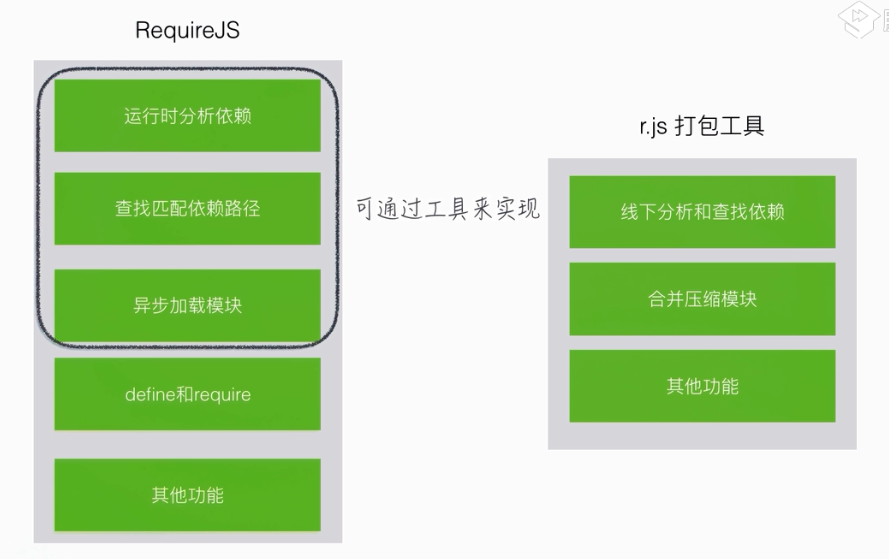 RequireJS
运行时分析依赖
查找匹配依赖路径
异步加载模块
define和require
其他功能
可通过工具来实现
r.js 打包工具
线下分析和查找依赖
合并压缩模块
其他功能